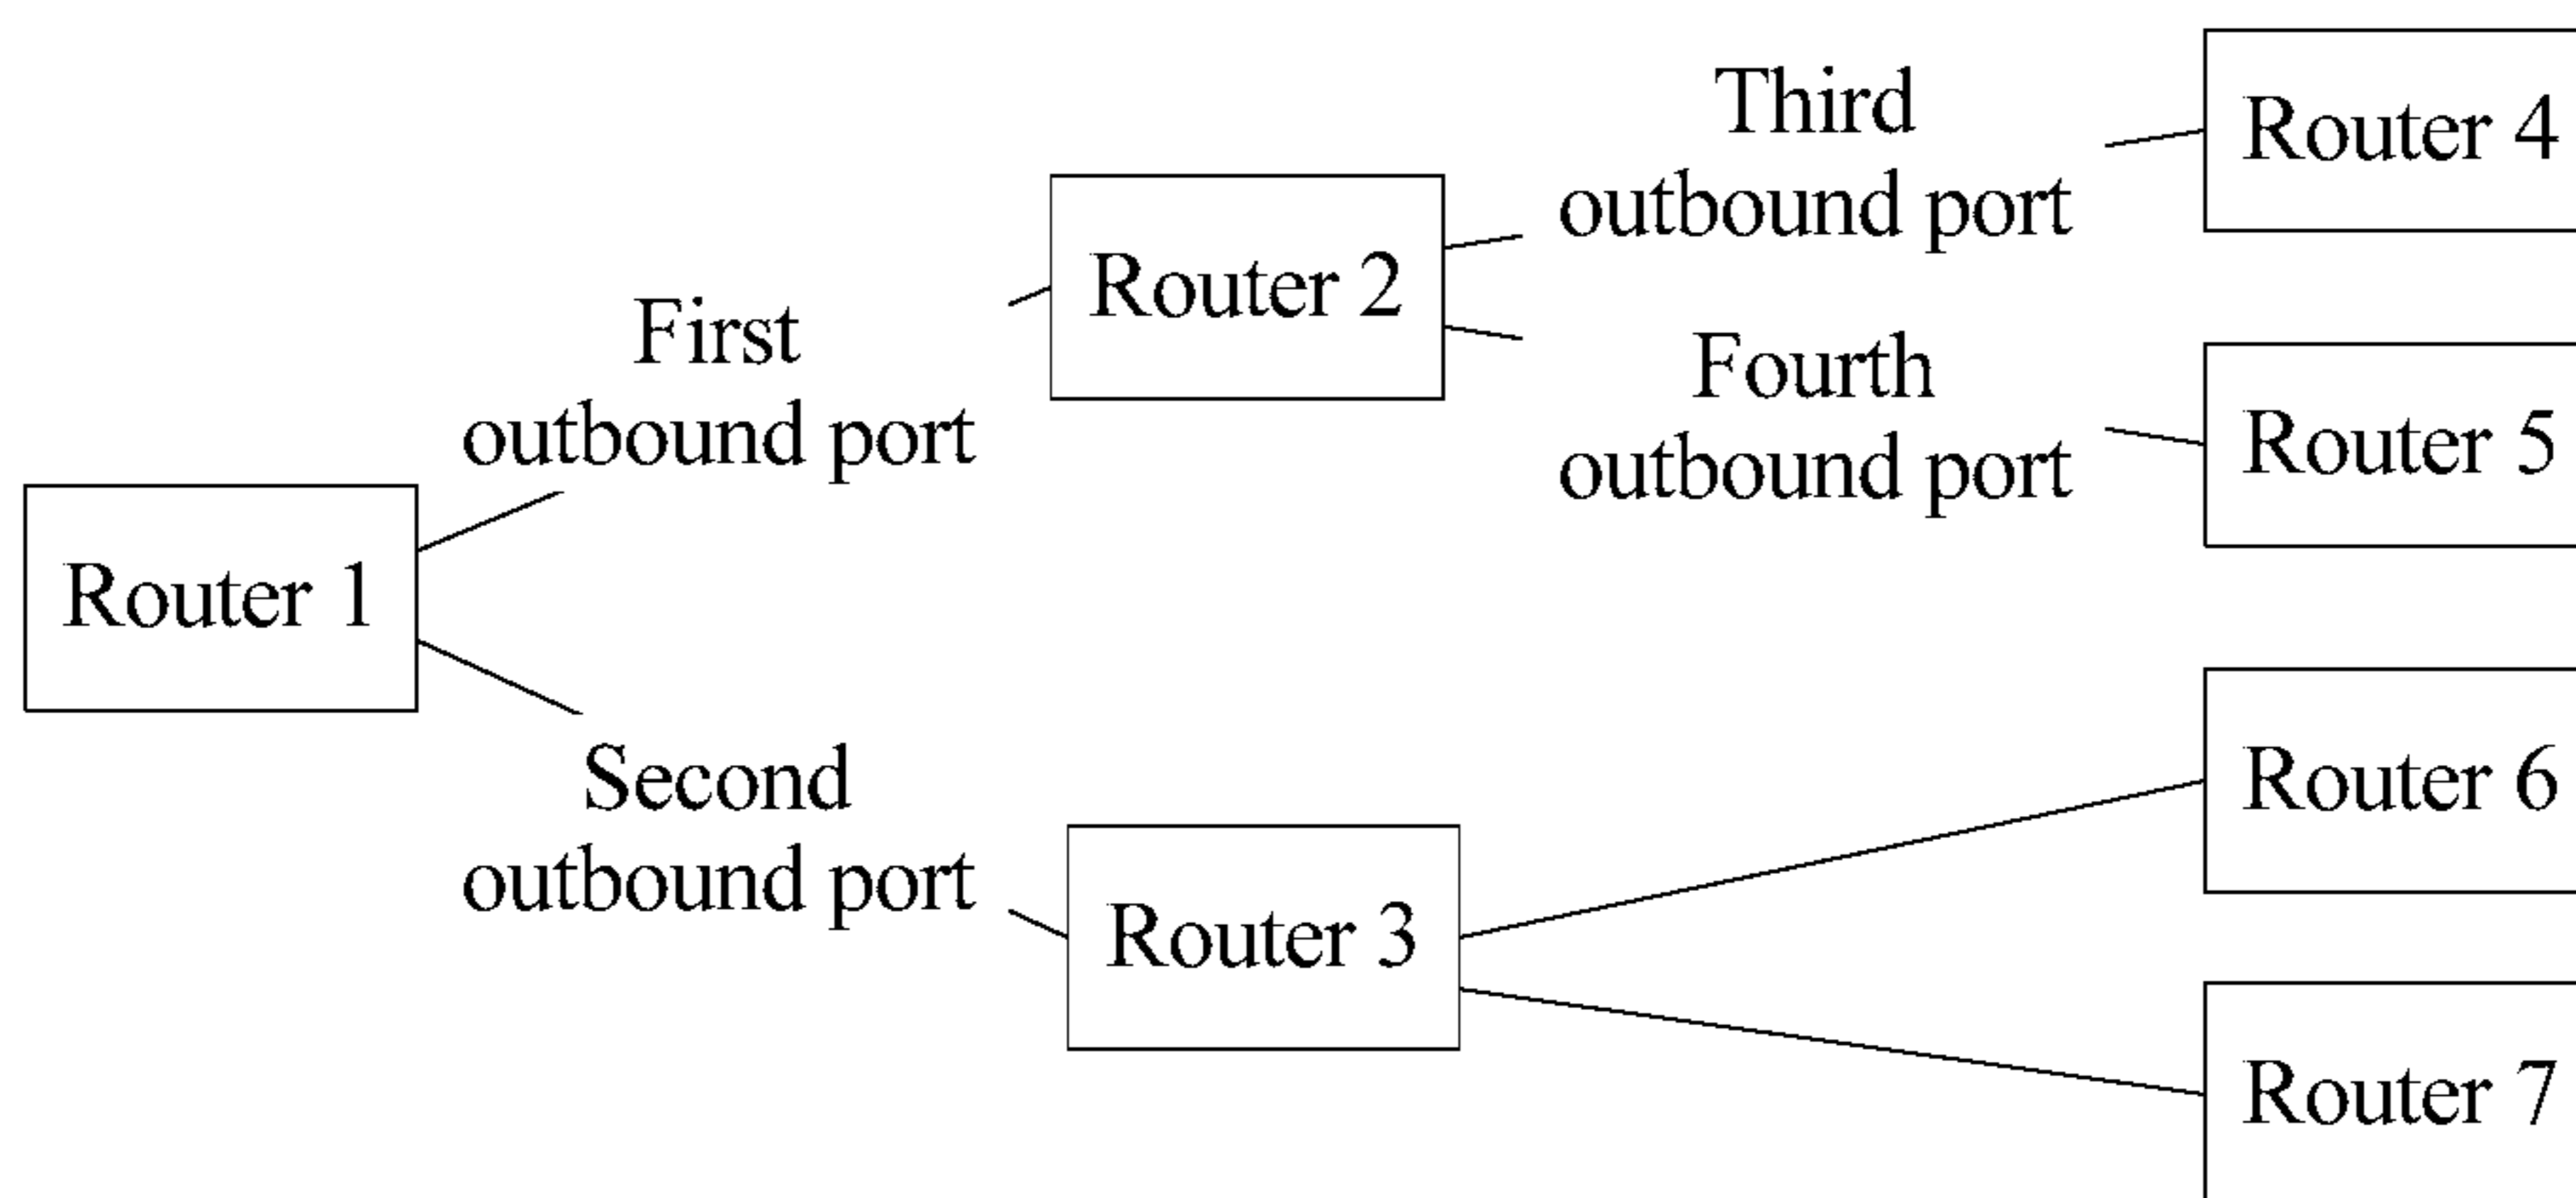 Router 1
First
outbound port
Second
outbound port
Router 2
Router 3
Third
outbound port
Fourth
outbound port
Router 4
Router 5
Router 6
Router 7